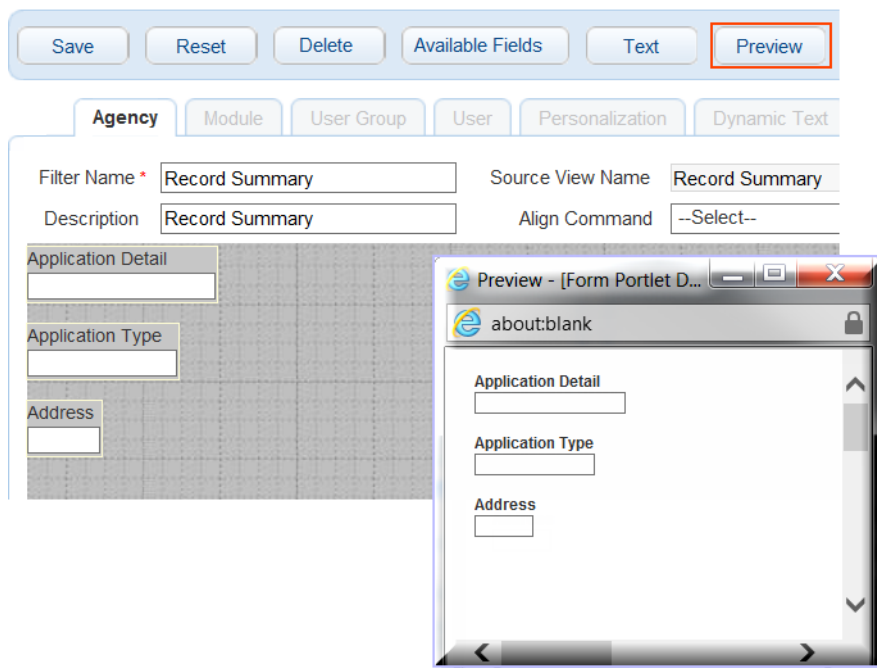 Save Reset Delete Available Fields Text Preview
Agency Module User Group User Personalization Dynamic Text
Filter Name * Record Summary Source View Name Record Summary
Description Record Summary Align Command --Select--
Application Detail
Application Type
Address
Preview - [Form Portlet D...
about:blank
Application Detail
Application Type
Address